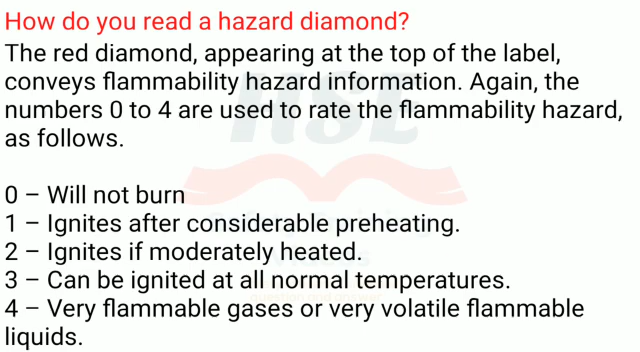 How do you read a hazard diamond?
The red diamond, appearing at the top of the label,
conveys flammability hazard information. Again, the
numbers 0 to 4 are used to rate the flammability hazard,
as follows.
0 – Will not burn
1 – Ignites after considerable preheating.
2 – Ignites if moderately heated.
3 – Can be ignited at all normal temperatures.
4 – Very flammable gases or very volatile flammable
liquids.